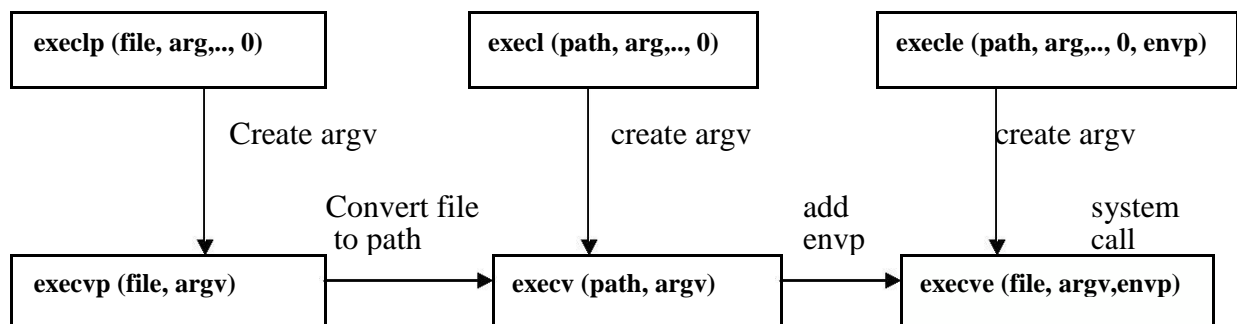 execlp (file, arg,.., 0)
execl (path, arg,.., 0)
execle (path, arg,.., 0, envp)
Create argv
create argv
create argv
Convert file
to path
add
envp
system
call
execvp (file, argv)
execv (path, argv)
execve (file, argv,envp)